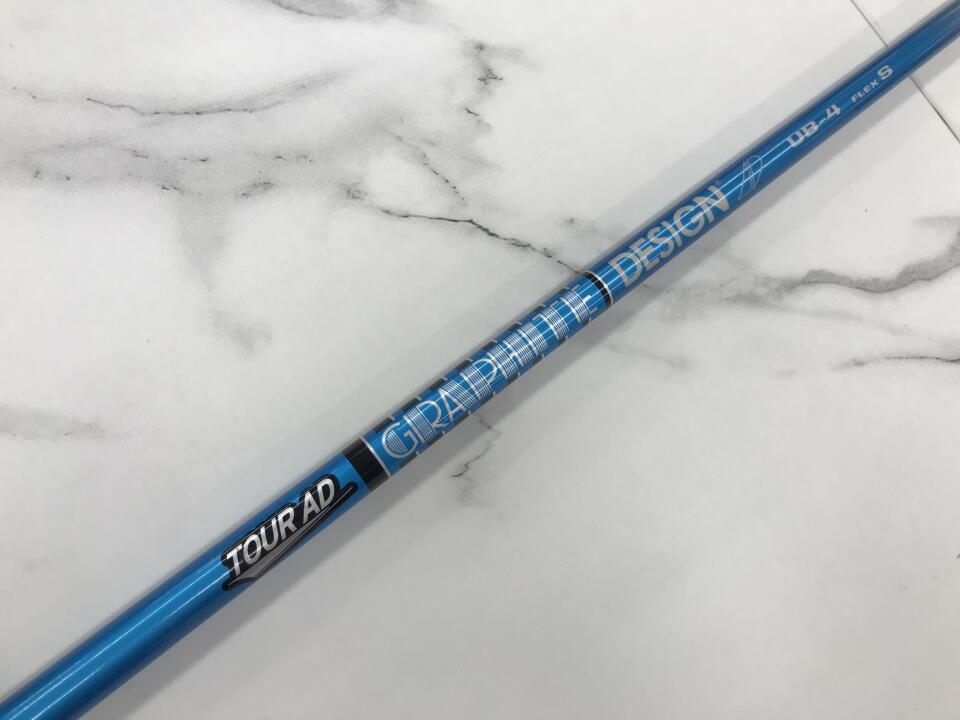 TOUR AD
GRAPHITE
DESIGN
UB-4 FLEX S